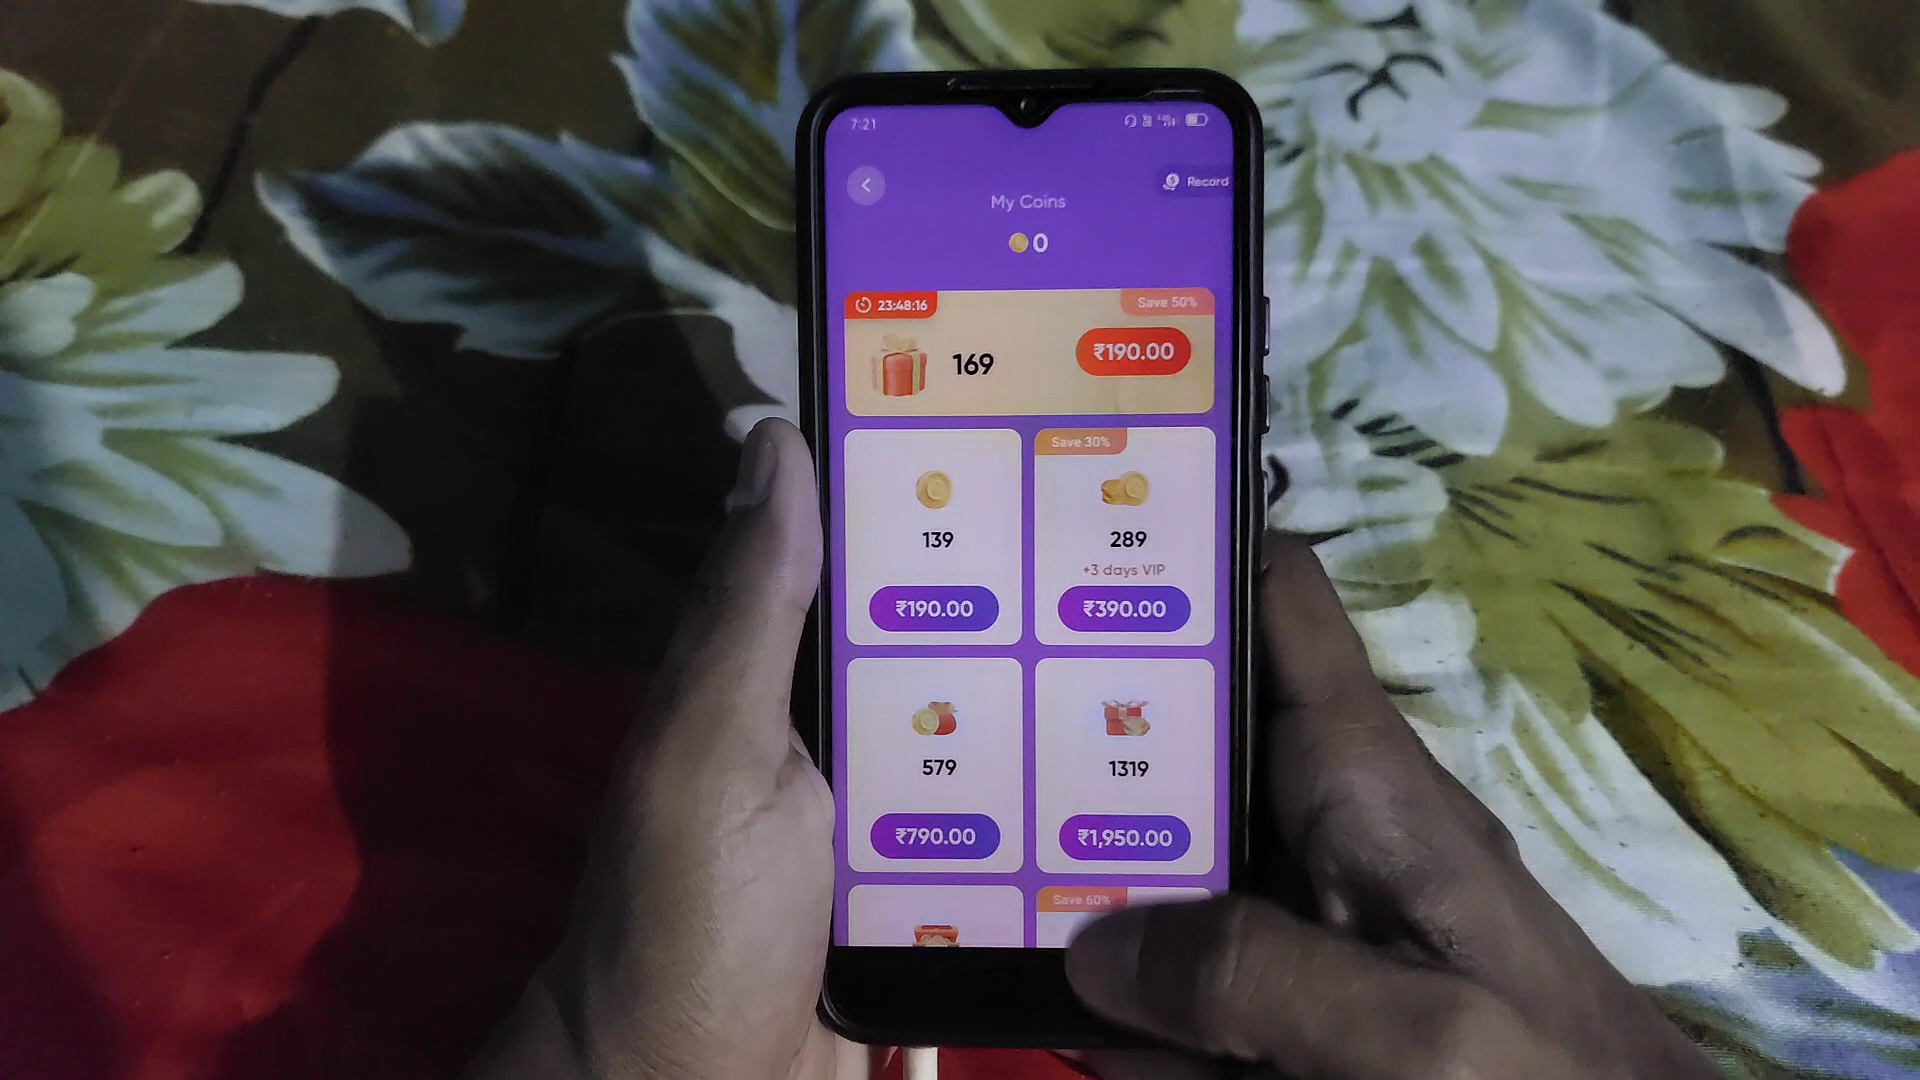 7:21
Record
My Coins
0
23:48:16
Save 50%
169
₹190.00
Save 30%
139
289
+3 days VIP
₹190.00
₹390.00
579
1319
₹790.00
₹1,950.00
Save 60%